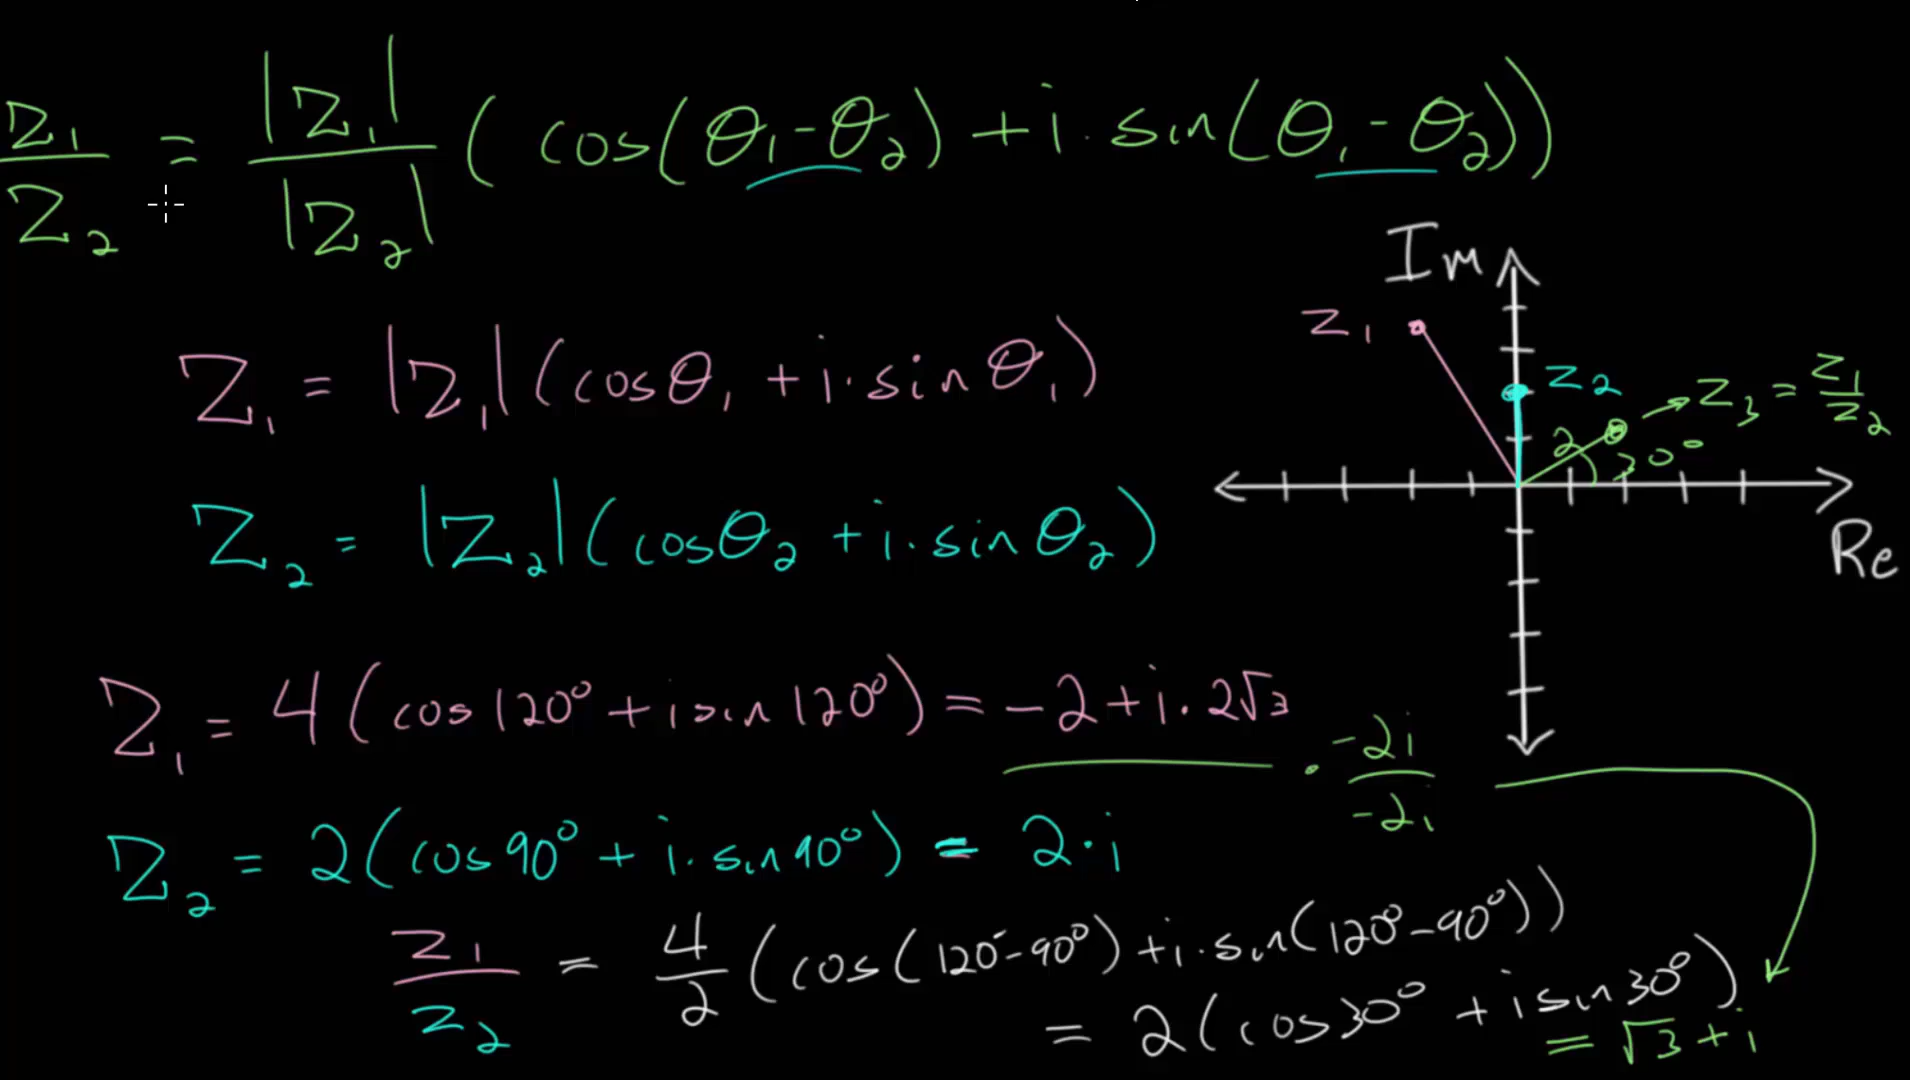 z₁/z₂ = |z₁|/|z₂| (cos(θ₁-θ₂) + i·sin(θ₁-θ₂))
z₁ = |z₁|(cosθ₁ + i·sinθ₁)
z₂ = |z₂|(cosθ₂ + i·sinθ₂)
Im
z₁
z₂
z₃ = z₁/z₂
2
30°
Re
z₁ = 4(cos120° + i sin120°) = -2 + i·2√3 · -2i/-2i
z₂ = 2(cos90° + i·sin90°) = 2·i
z₁/z₂ = 4/2 (cos(120°-90°) + i·sin(120°-90°))
= 2(cos30° + i sin30°)
= √3 + i